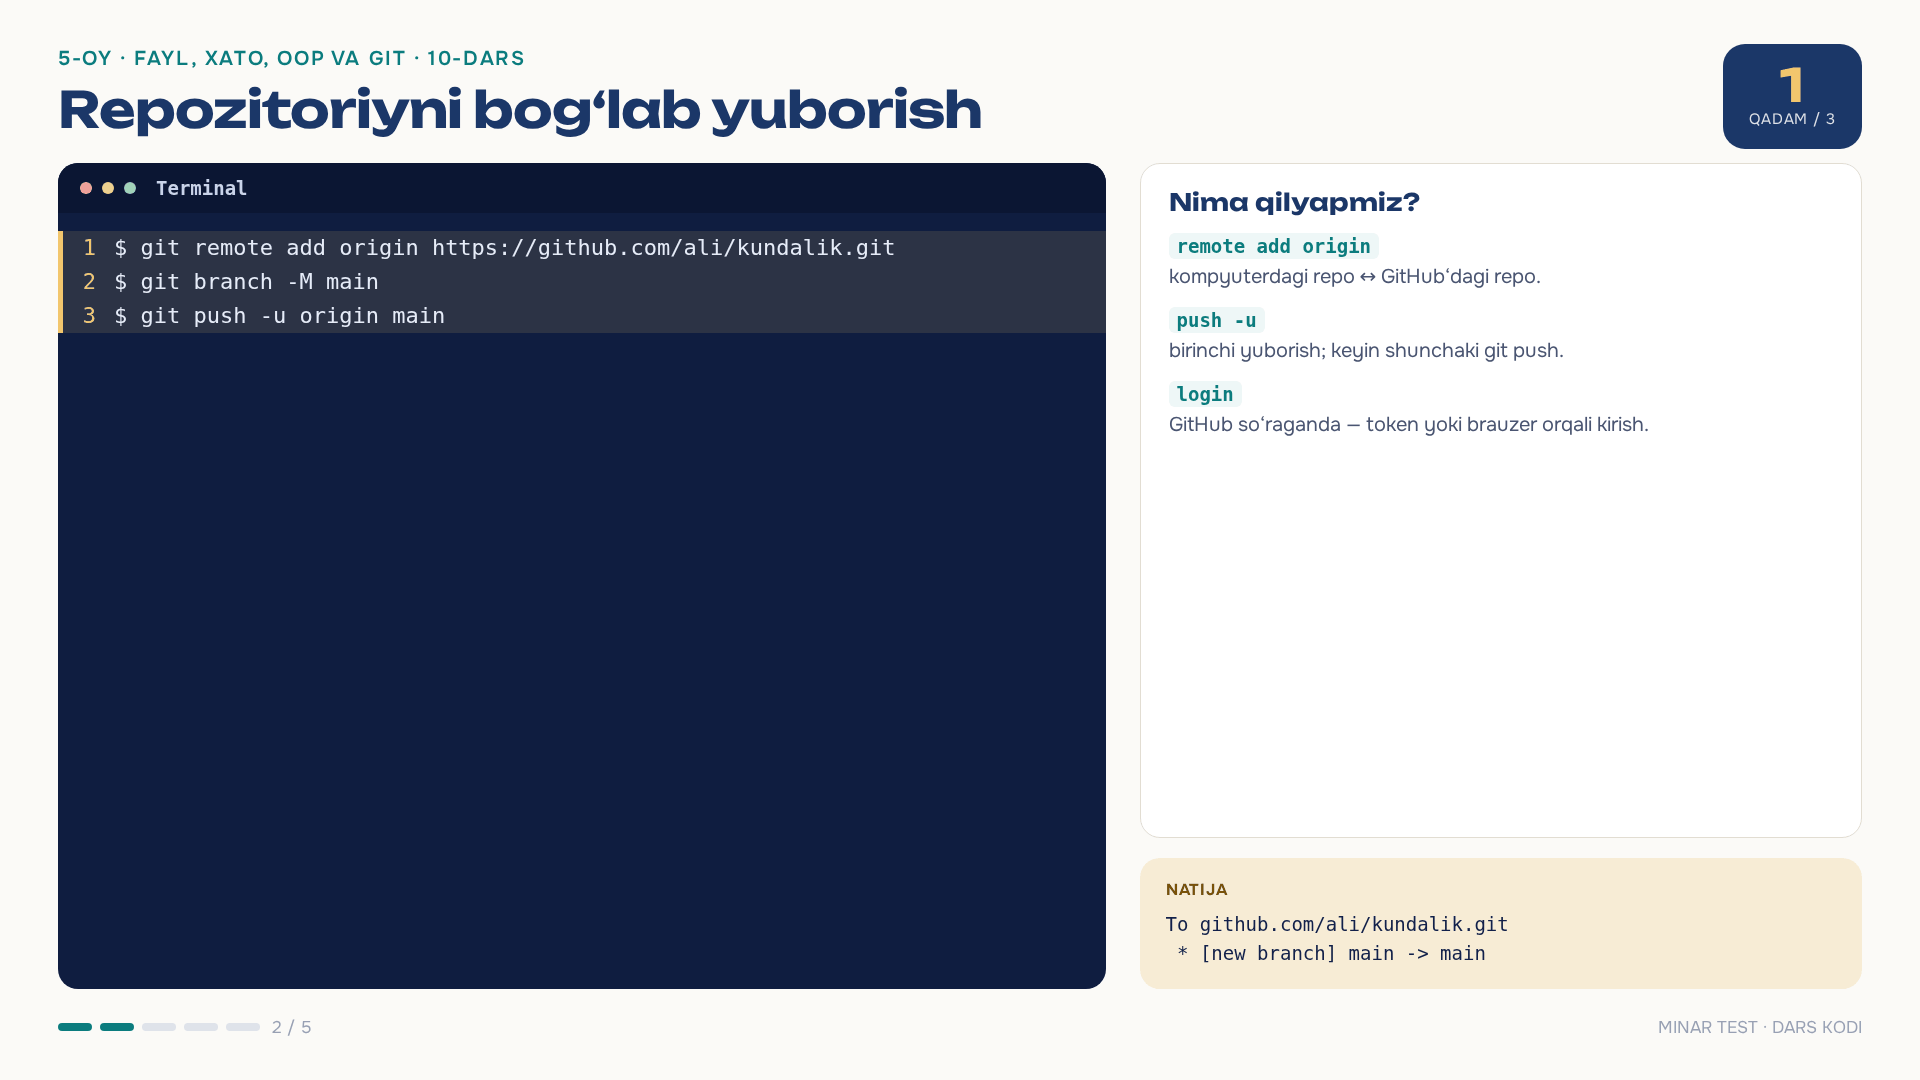 5-OY · FAYL, XATO, OOP VA GIT · 10-DARS
Repozitoriyni bog‘lab yuborish
1
QADAM / 3
Terminal
1 $ git remote add origin https://github.com/ali/kundalik.git
2 $ git branch -M main
3 $ git push -u origin main
Nima qilyapmiz?
remote add origin
kompyuterdagi repo ↔ GitHub‘dagi repo.
push -u
birinchi yuborish; keyin shunchaki git push.
login
GitHub so‘raganda — token yoki brauzer orqali kirish.
NATIJA
To github.com/ali/kundalik.git
 * [new branch] main -> main
2 / 5
MINAR TEST · DARS KODI